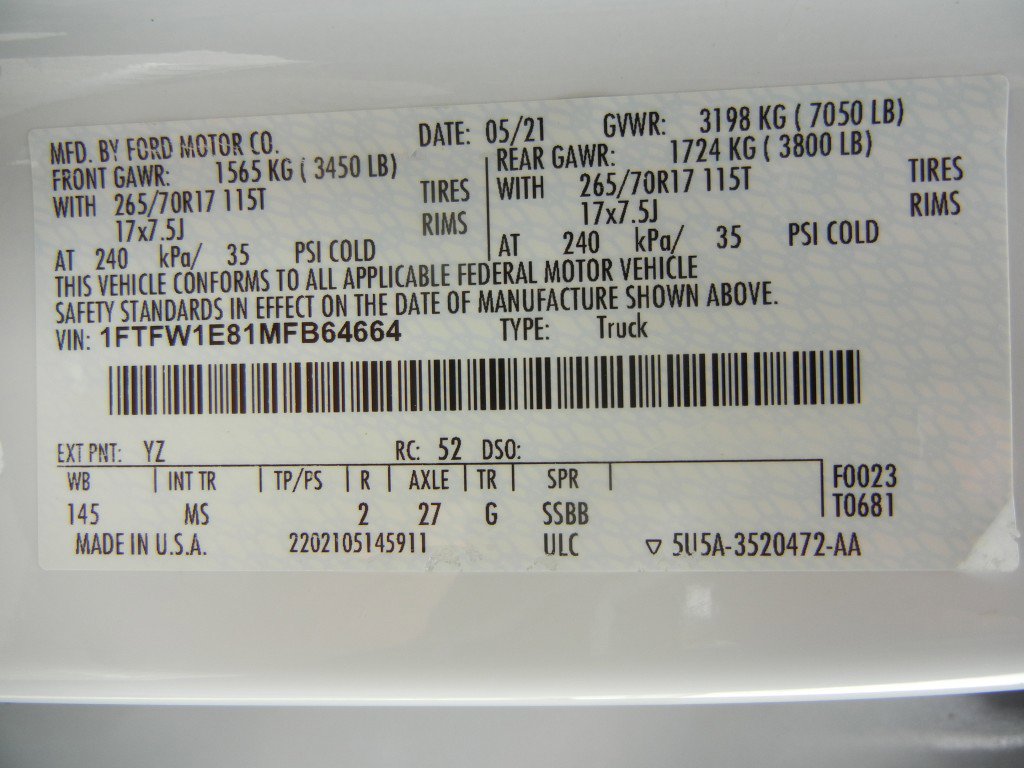 MFD. BY FORD MOTOR CO. DATE: 05/21 GVWR: 3198 KG ( 7050 LB)
FRONT GAWR: 1565 KG ( 3450 LB) REAR GAWR: 1724 KG ( 3800 LB)
WITH 265/70R17 115T TIRES WITH 265/70R17 115T TIRES
17x7.5J RIMS 17x7.5J RIMS
AT 240 kPa/ 35 PSI COLD AT 240 kPa/ 35 PSI COLD
THIS VEHICLE CONFORMS TO ALL APPLICABLE FEDERAL MOTOR VEHICLE
SAFETY STANDARDS IN EFFECT ON THE DATE OF MANUFACTURE SHOWN ABOVE.
VIN: 1FTFW1E81MFB64664 TYPE: Truck
EXT PNT: YZ RC: 52 DSO:
WB INT TR TP/PS R AXLE TR SPR F0023
145 MS 2 27 G SSBB T0681
MADE IN U.S.A. 2202105145911 ULC ▽ 5U5A-3520472-AA